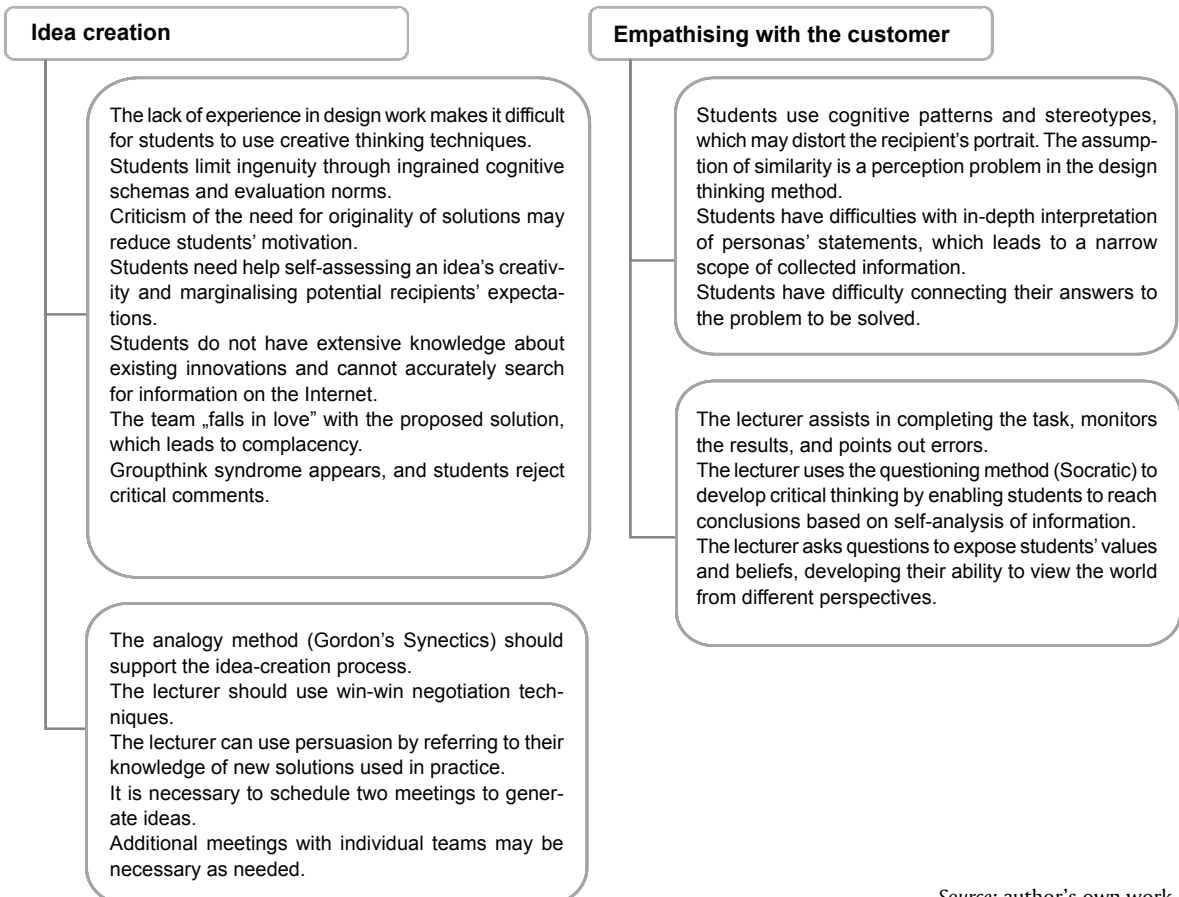 Idea creation
The lack of experience in design work makes it difficult
for students to use creative thinking techniques.
Students limit ingenuity through ingrained cognitive
schemas and evaluation norms.
Criticism of the need for originality of solutions may
reduce students' motivation.
Students need help self-assessing an idea's creativ-
ity and marginalising potential recipients' expecta-
tions.
Students do not have extensive knowledge about
existing innovations and cannot accurately search
for information on the Internet.
The team „falls in love" with the proposed solution,
which leads to complacency.
Groupthink syndrome appears, and students reject
critical comments.
The analogy method (Gordon's Synectics) should
support the idea-creation process.
The lecturer should use win-win negotiation tech-
niques.
The lecturer can use persuasion by referring to their
knowledge of new solutions used in practice.
It is necessary to schedule two meetings to gener-
ate ideas.
Additional meetings with individual teams may be
necessary as needed.
Empathising with the customer
Students use cognitive patterns and stereotypes,
which may distort the recipient's portrait. The assump-
tion of similarity is a perception problem in the design
thinking method.
Students have difficulties with in-depth interpretation
of personas' statements, which leads to a narrow
scope of collected information.
Students have difficulty connecting their answers to
the problem to be solved.
The lecturer assists in completing the task, monitors
the results, and points out errors.
The lecturer uses the questioning method (Socratic) to
develop critical thinking by enabling students to reach
conclusions based on self-analysis of information.
The lecturer asks questions to expose students' values
and beliefs, developing their ability to view the world
from different perspectives.
Source: author's own work